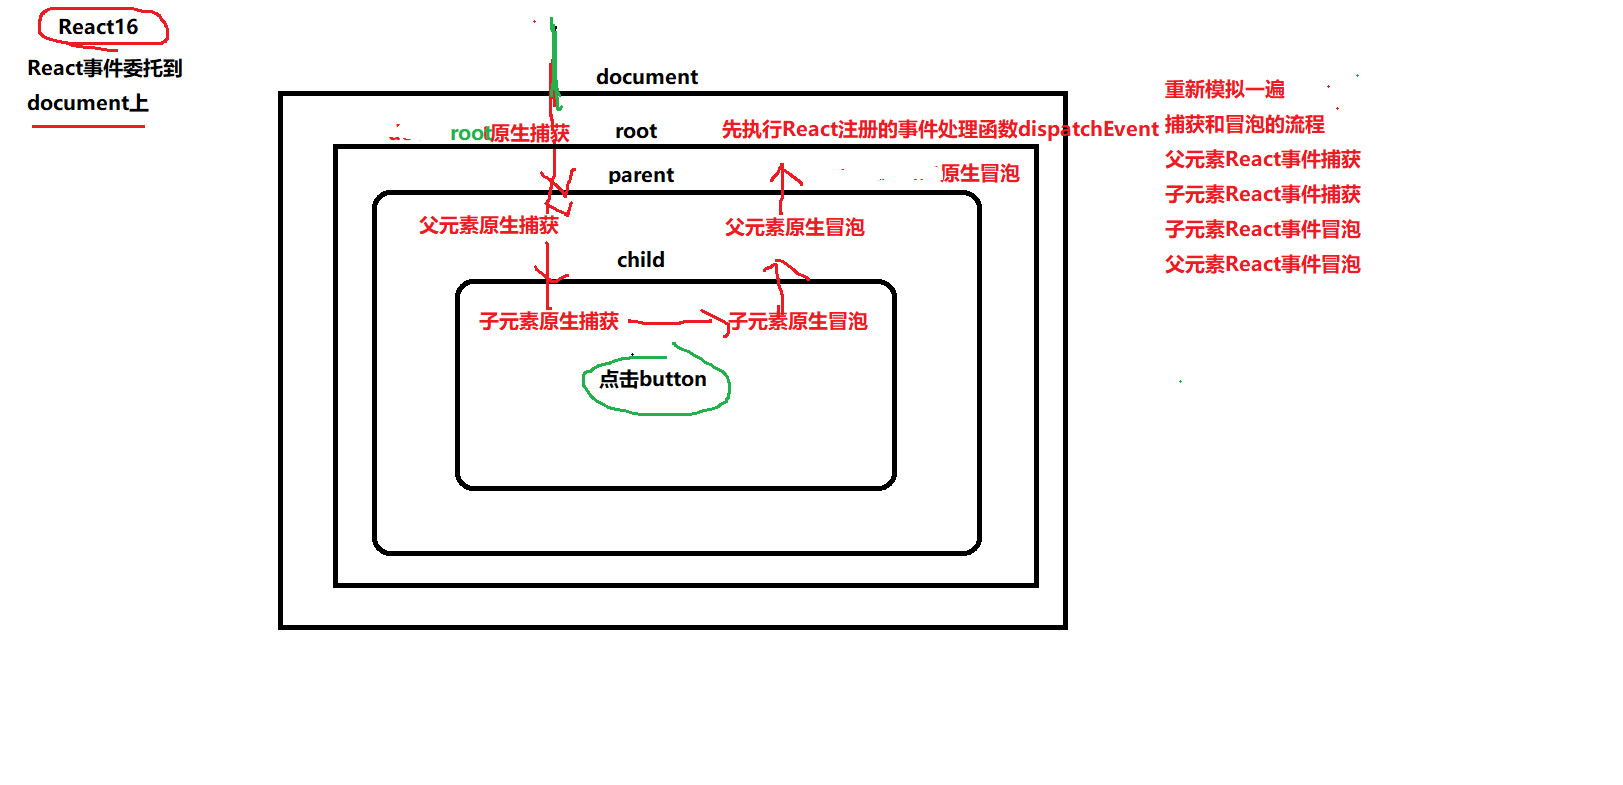 React16
React事件委托到
document上
document
root原生捕获
root
先执行React注册的事件处理函数dispatchEvent
parent
原生冒泡
父元素原生捕获
父元素原生冒泡
child
子元素原生捕获
子元素原生冒泡
点击button
重新模拟一遍
捕获和冒泡的流程
父元素React事件捕获
子元素React事件捕获
子元素React事件冒泡
父元素React事件冒泡